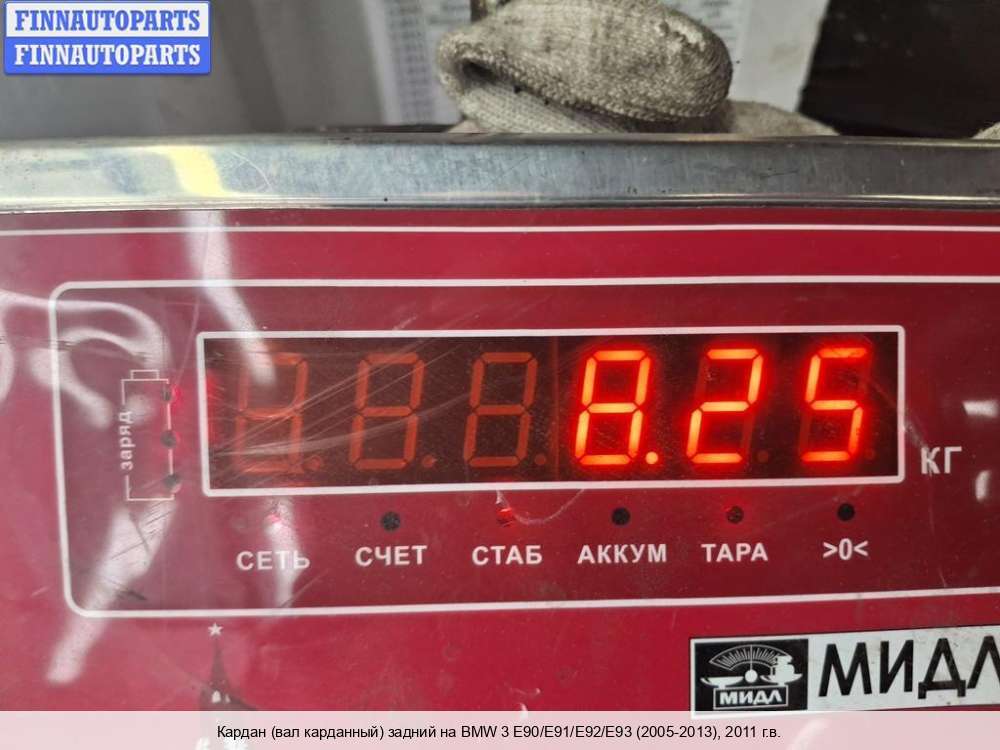 FINNAUTOPARTS
FINNAUTOPARTS
заряд
8.25
кг
СЕТЬ СЧЕТ СТАБ АККУМ ТАРА >0<
МИДЛ МИДЛ
Кардан (вал карданный) задний на BMW 3 E90/E91/E92/E93 (2005-2013), 2011 г.в.